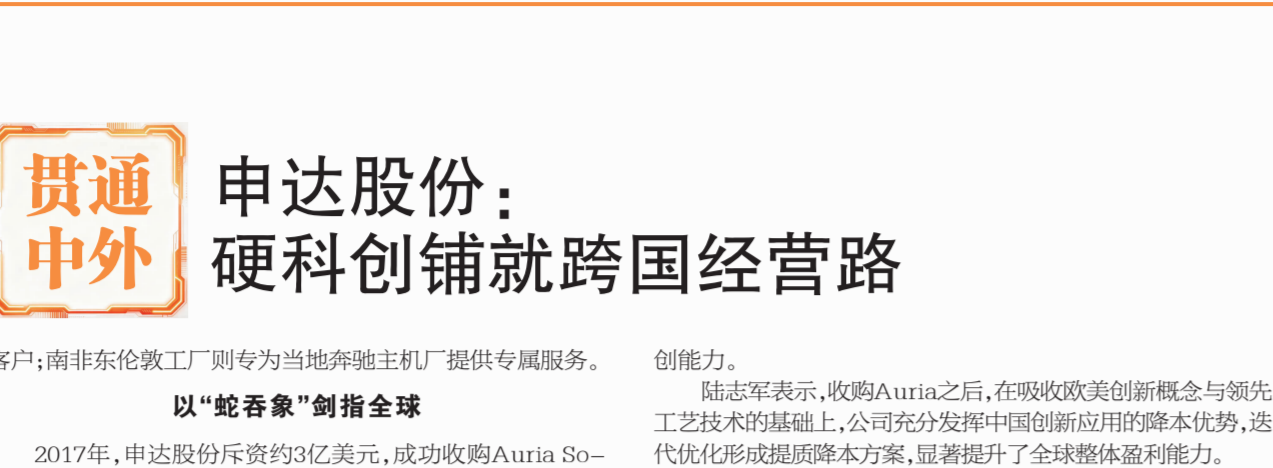 贯通
中外
申达股份:
硬科创铺就跨国经营路
客户;南非东伦敦工厂则专为当地奔驰主机厂提供专属服务。
以“蛇吞象”剑指全球
2017年,申达股份斥资约3亿美元,成功收购Auria So-
创能力。
陆志军表示,收购Auria之后,在吸收欧美创新概念与领先
工艺技术的基础上,公司充分发挥中国创新应用的降本优势,迭
代优化形成提质降本方案,显著提升了全球整体盈利能力。